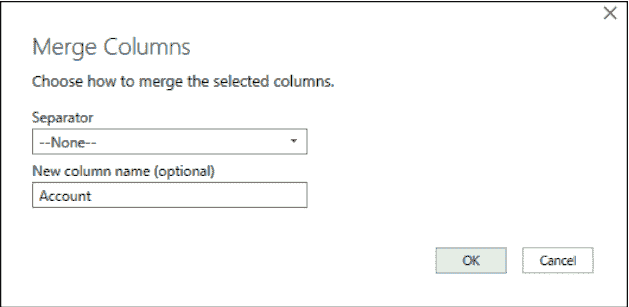 Merge Columns
Choose how to merge the selected columns.
Separator
--None--
New column name (optional)
Account
OK
Cancel